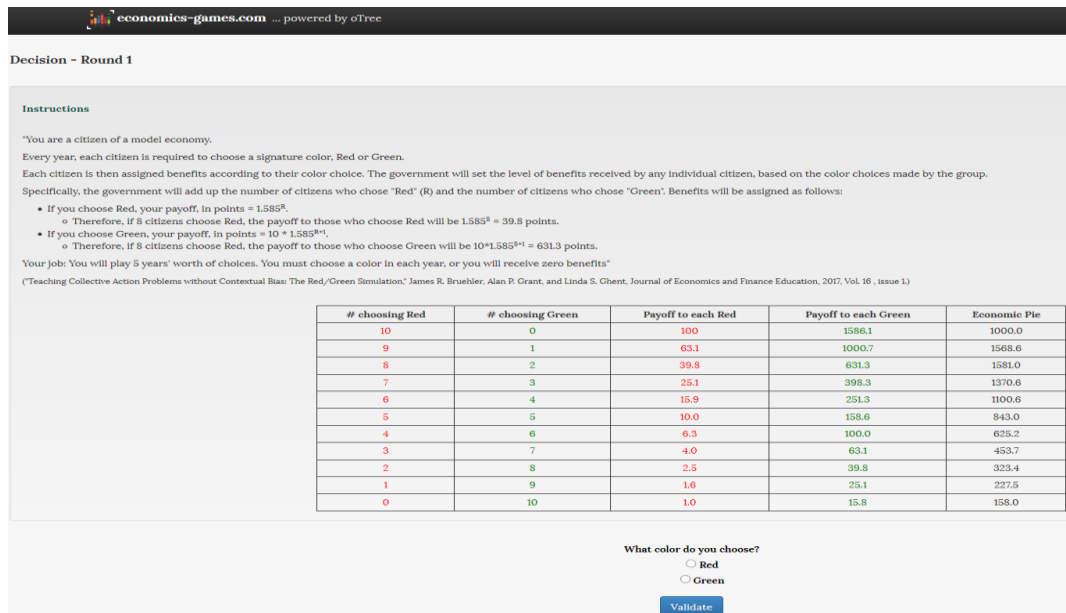 economics-games.com ... powered by oTree
Decision - Round 1
Instructions
"You are a citizen of a model economy.
Every year, each citizen is required to choose a signature color, Red or Green.
Each citizen is then assigned benefits according to their color choice. The government will set the level of benefits received by any individual citizen, based on the color choices made by the group.
Specifically, the government will add up the number of citizens who chose "Red" (R) and the number of citizens who chose "Green". Benefits will be assigned as follows:
• If you choose Red, your payoff, in points = 1.585ᴿ.
o Therefore, if 8 citizens choose Red, the payoff to those who choose Red will be 1.585⁸ = 39.8 points.
• If you choose Green, your payoff, in points = 10 * 1.585ᴿ⁺¹.
o Therefore, if 8 citizens choose Red, the payoff to those who choose Green will be 10*1.585⁸⁺¹ = 631.3 points.
Your job: You will play 5 years' worth of choices. You must choose a color in each year, or you will receive zero benefits"
("Teaching Collective Action Problems without Contextual Bias: The Red/Green Simulation," James R. Bruehler, Alan P. Grant, and Linda S. Ghent, Journal of Economics and Finance Education, 2017, Vol. 16 , issue 1.)
# choosing Red # choosing Green Payoff to each Red Payoff to each Green Economic Pie
10 0 100 1586.1 1000.0
9 1 63.1 1000.7 1568.6
8 2 39.8 631.3 1581.0
7 3 25.1 398.3 1370.6
6 4 15.9 251.3 1100.6
5 5 10.0 158.6 843.0
4 6 6.3 100.0 625.2
3 7 4.0 63.1 453.7
2 8 2.5 39.8 323.4
1 9 1.6 25.1 227.5
0 10 1.0 15.8 158.0
What color do you choose?
Red
Green
Validate